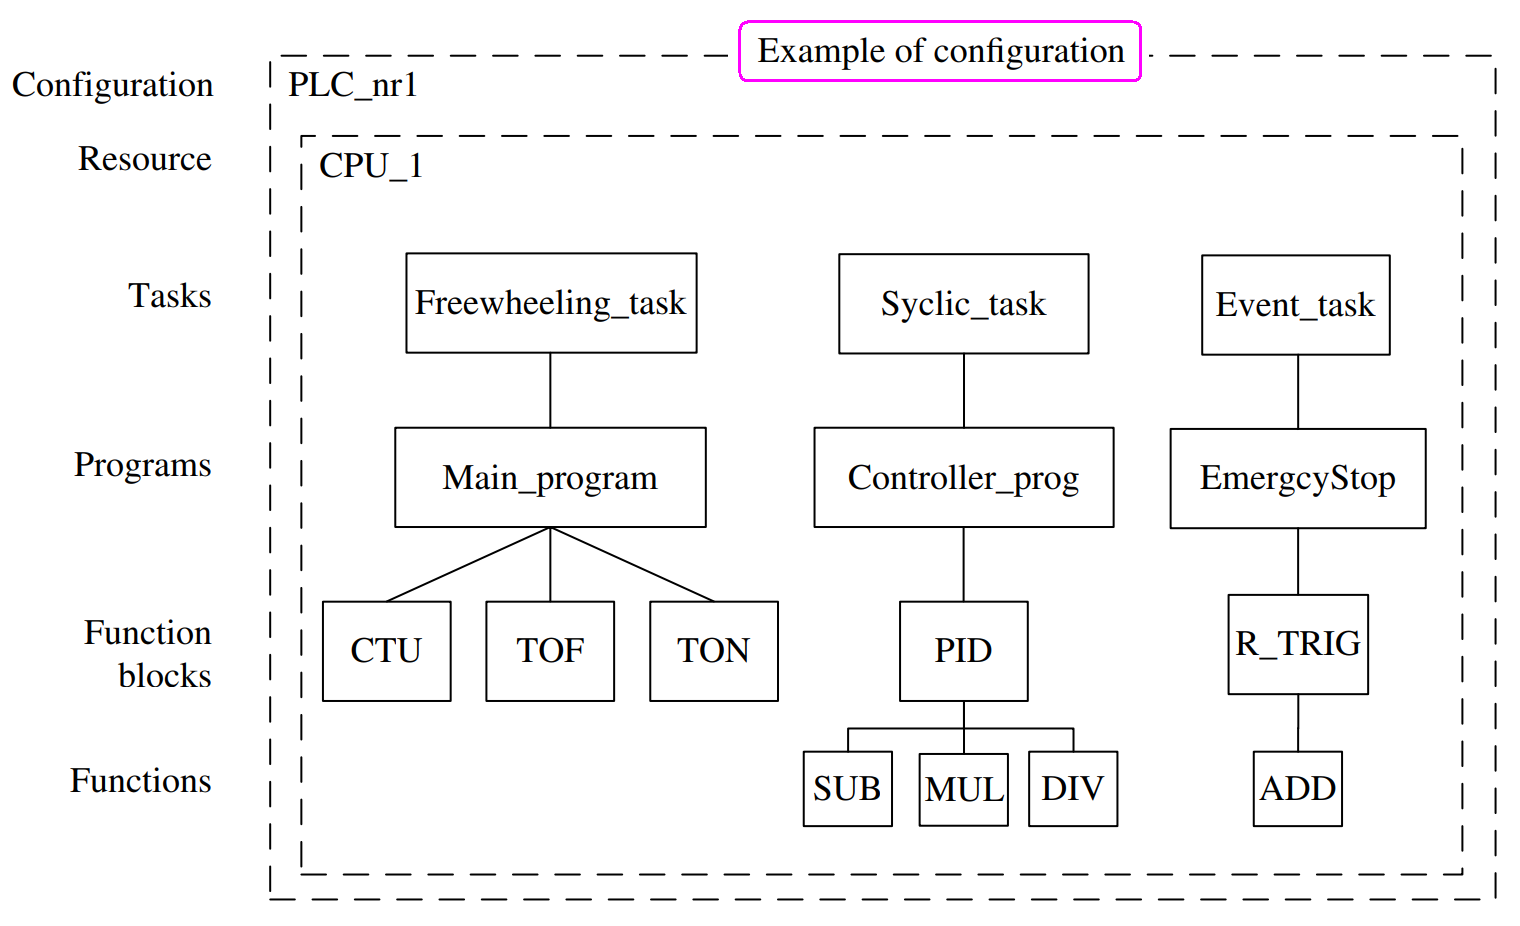 Example of configuration
Configuration
PLC_nr1
Resource
CPU_1
Tasks
Freewheeling_task
Syclic_task
Event_task
Programs
Main_program
Controller_prog
EmergcyStop
Function
blocks
CTU
TOF
TON
PID
R_TRIG
Functions
SUB
MUL
DIV
ADD